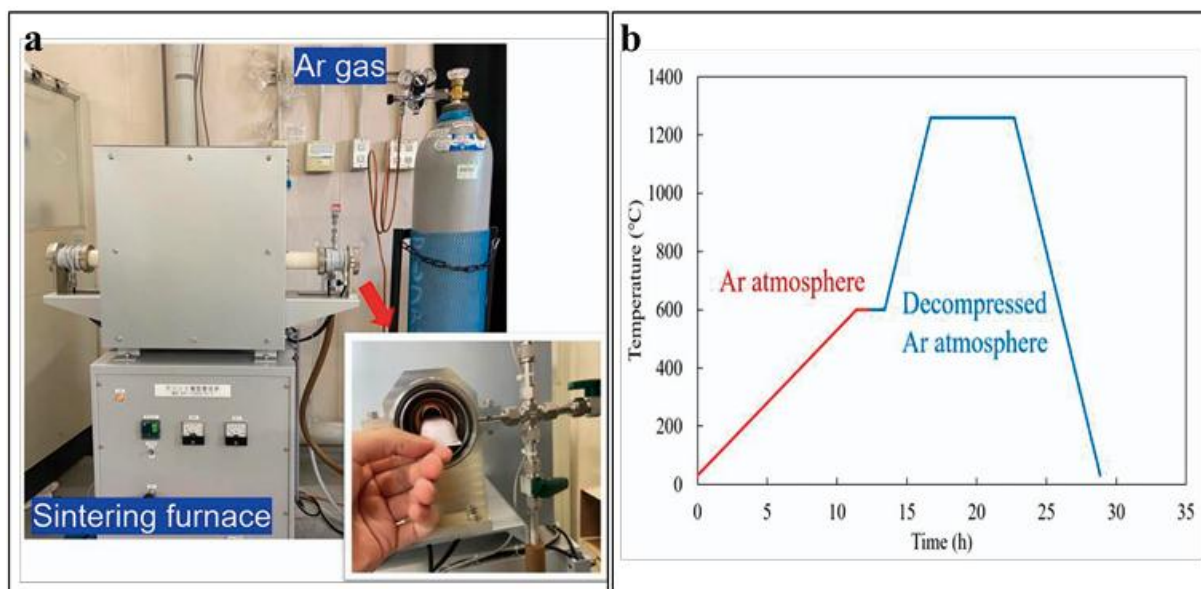 a
Ar gas
Sintering furnace
b
1400
1200
1000
800
600
400
200
0
Temperature (°C)
Ar atmosphere
Decompressed
Ar atmosphere
0 5 10 15 20 25 30 35
Time (h)